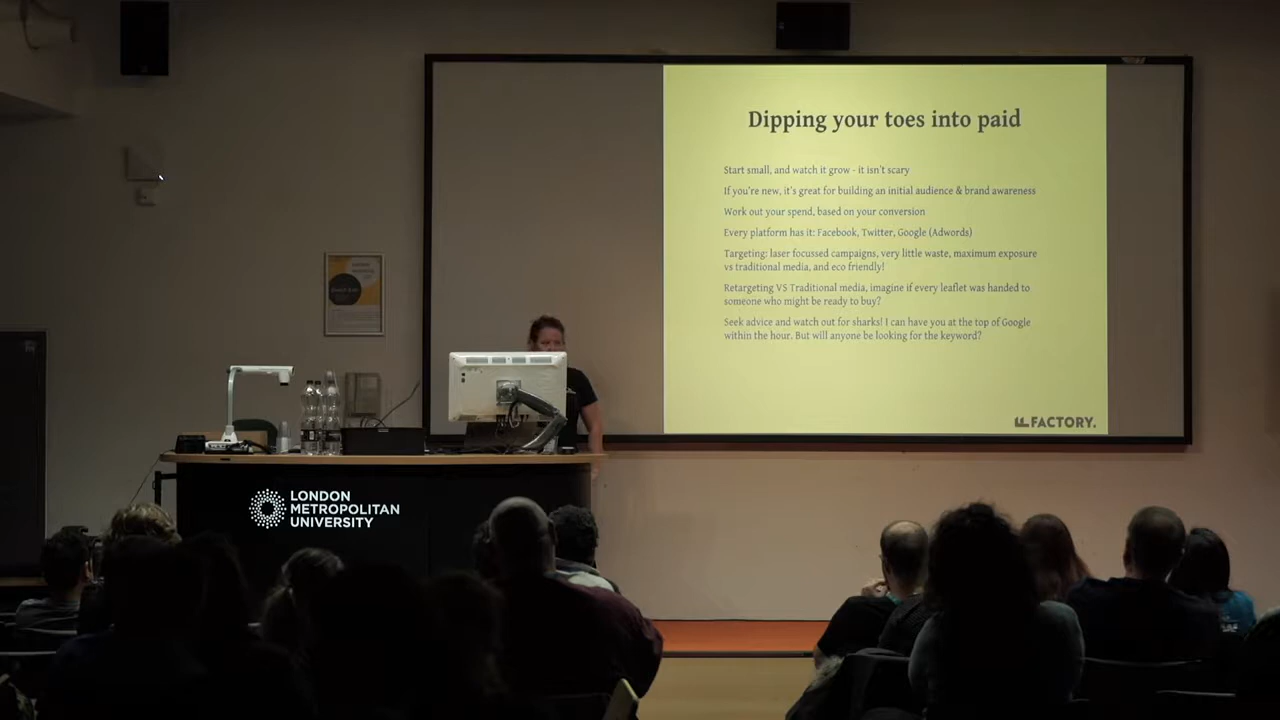 Dipping your toes into paid
Start small, and watch it grow - it isn't scary
If you're new, it's great for building an initial audience & brand awareness
Work out your spend, based on your conversion
Every platform has it: Facebook, Twitter, Google (Adwords)
Targeting: laser focussed campaigns, very little waste, maximum exposure
vs traditional media, and eco friendly!
Retargeting VS Traditional media, imagine if every leaflet was handed to
someone who might be ready to buy?
Seek advice and watch out for sharks! I can have you at the top of Google
within the hour. But will anyone be looking for the keyword?
FACTORY.
LONDON
METROPOLITAN
UNIVERSITY